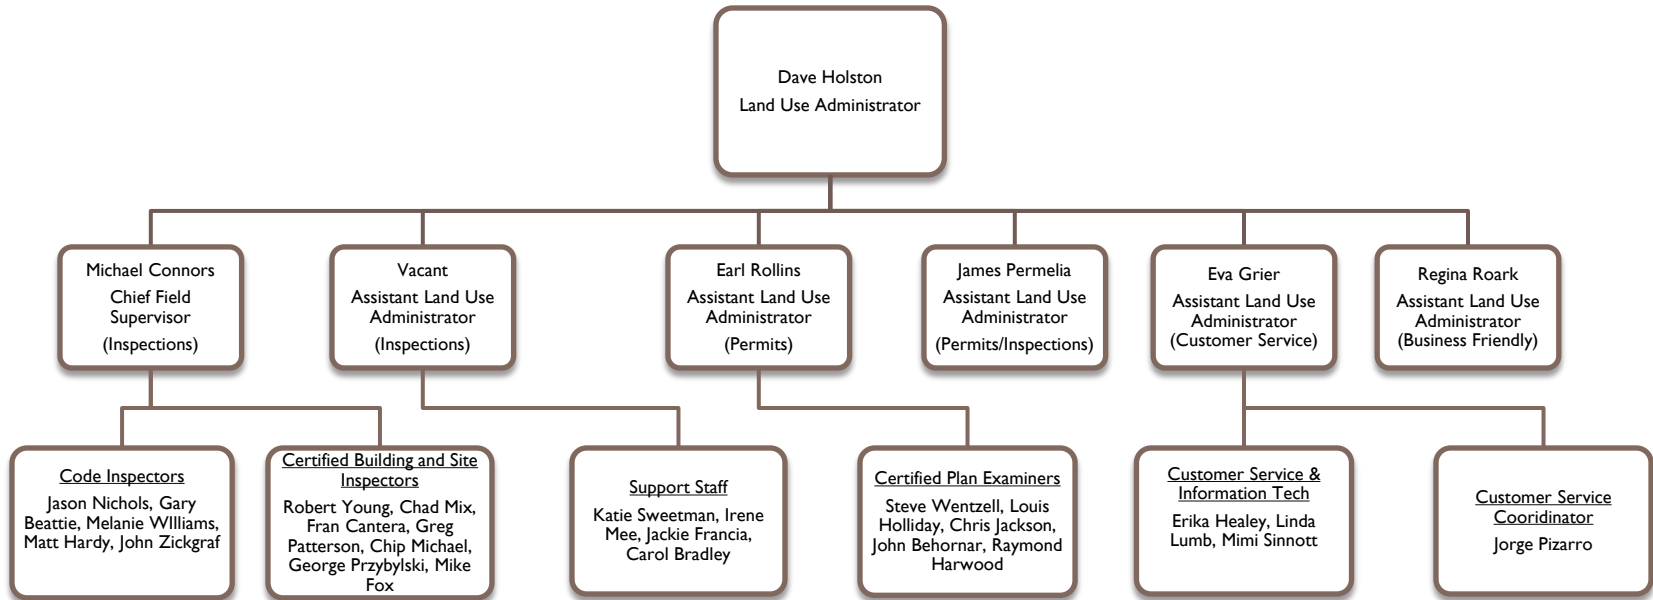 Dave Holston
Land Use Administrator
Michael Connors
Chief Field
Supervisor
(Inspections)
Vacant
Assistant Land Use
Administrator
(Inspections)
Earl Rollins
Assistant Land Use
Administrator
(Permits)
James Permelia
Assistant Land Use
Administrator
(Permits/Inspections)
Eva Grier
Assistant Land Use
Administrator
(Customer Service)
Regina Roark
Assistant Land Use
Administrator
(Business Friendly)
Code Inspectors
Jason Nichols, Gary
Beattie, Melanie WIlliams,
Matt Hardy, John Zickgraf
Certified Building and Site
Inspectors
Robert Young, Chad Mix,
Fran Cantera, Greg
Patterson, Chip Michael,
George Przybylski, Mike
Fox
Support Staff
Katie Sweetman, Irene
Mee, Jackie Francia,
Carol Bradley
Certified Plan Examiners
Steve Wentzell, Louis
Holliday, Chris Jackson,
John Behornar, Raymond
Harwood
Customer Service &
Information Tech
Erika Healey, Linda
Lumb, Mimi Sinnott
Customer Service
Cooridinator
Jorge Pizarro